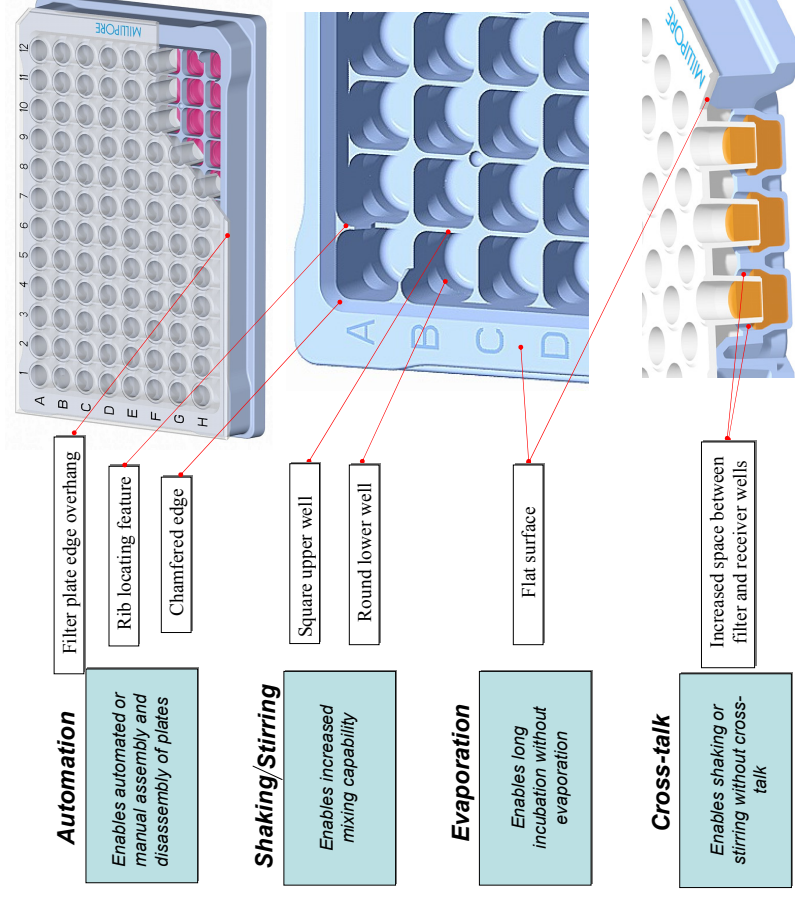 Automation
Enables automated or
manual assembly and
disassembly of plates
Filter plate edge overhang
Rib locating feature
Chamfered edge
1 2 3 4 5 6 7 8 9 10 11 12
A
B
C
D
E
F
G
H
MILLIPORE
Shaking/Stirring
Enables increased
mixing capability
Square upper well
Round lower well
A
B
C
D
Evaporation
Enables long
incubation without
evaporation
Flat surface
Cross-talk
Enables shaking or
stirring without cross-
talk
Increased space between
filter and receiver wells
MILLIPORE